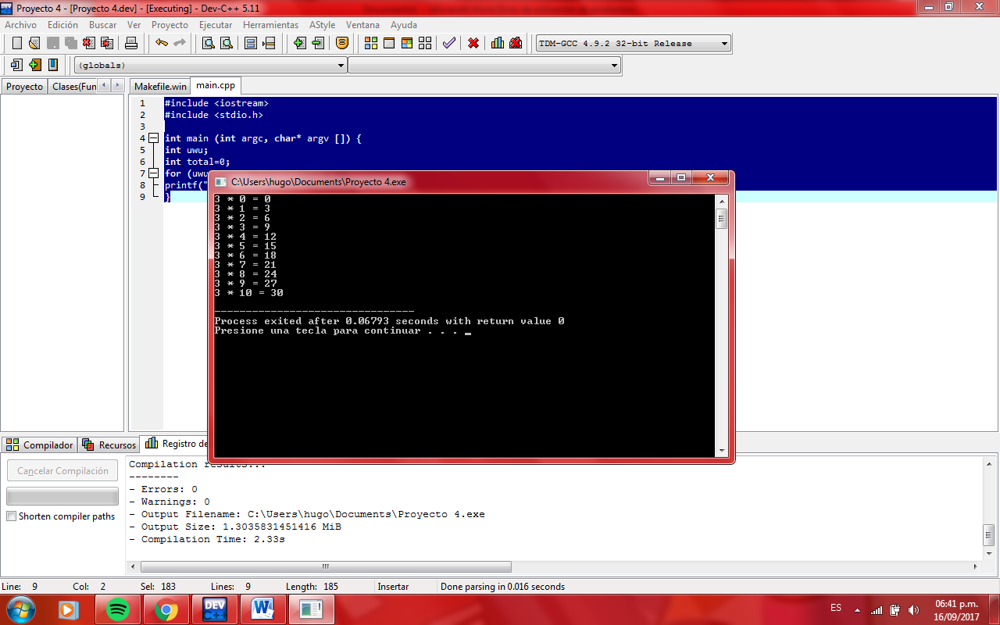 Proyecto 4 - [Proyecto 4.dev] - [Executing] - Dev-C++ 5.11
Archivo Edición Buscar Ver Proyecto Ejecutar Herramientas AStyle Ventana Ayuda
TDM-GCC 4.9.2 32-bit Release
(globals)
Proyecto Clases(Fun
Makefile.win main.cpp
1 #include <iostream>
2 #include <stdio.h>
3
4 int main (int argc, char* argv []) {
5 int uwu;
6 int total=0;
7 for (uwu
8 printf("
9 }
C:\Users\hugo\Documents\Proyecto 4.exe
3 * 0 = 0
3 * 1 = 3
3 * 2 = 6
3 * 3 = 9
3 * 4 = 12
3 * 5 = 15
3 * 6 = 18
3 * 7 = 21
3 * 8 = 24
3 * 9 = 27
3 * 10 = 30
--------------------------------
Process exited after 0.06793 seconds with return value 0
Presione una tecla para continuar . . .
Compilador Recursos Registro de
Cancelar Compilación
Shorten compiler paths
Compilation results...
--------
- Errors: 0
- Warnings: 0
- Output Filename: C:\Users\hugo\Documents\Proyecto 4.exe
- Output Size: 1.3035831451416 MiB
- Compilation Time: 2.33s
Line: 9 Col: 2 Sel: 183 Lines: 9 Length: 185 Insertar Done parsing in 0.016 seconds
DEV C++
W
ES
06:41 p.m.
16/09/2017